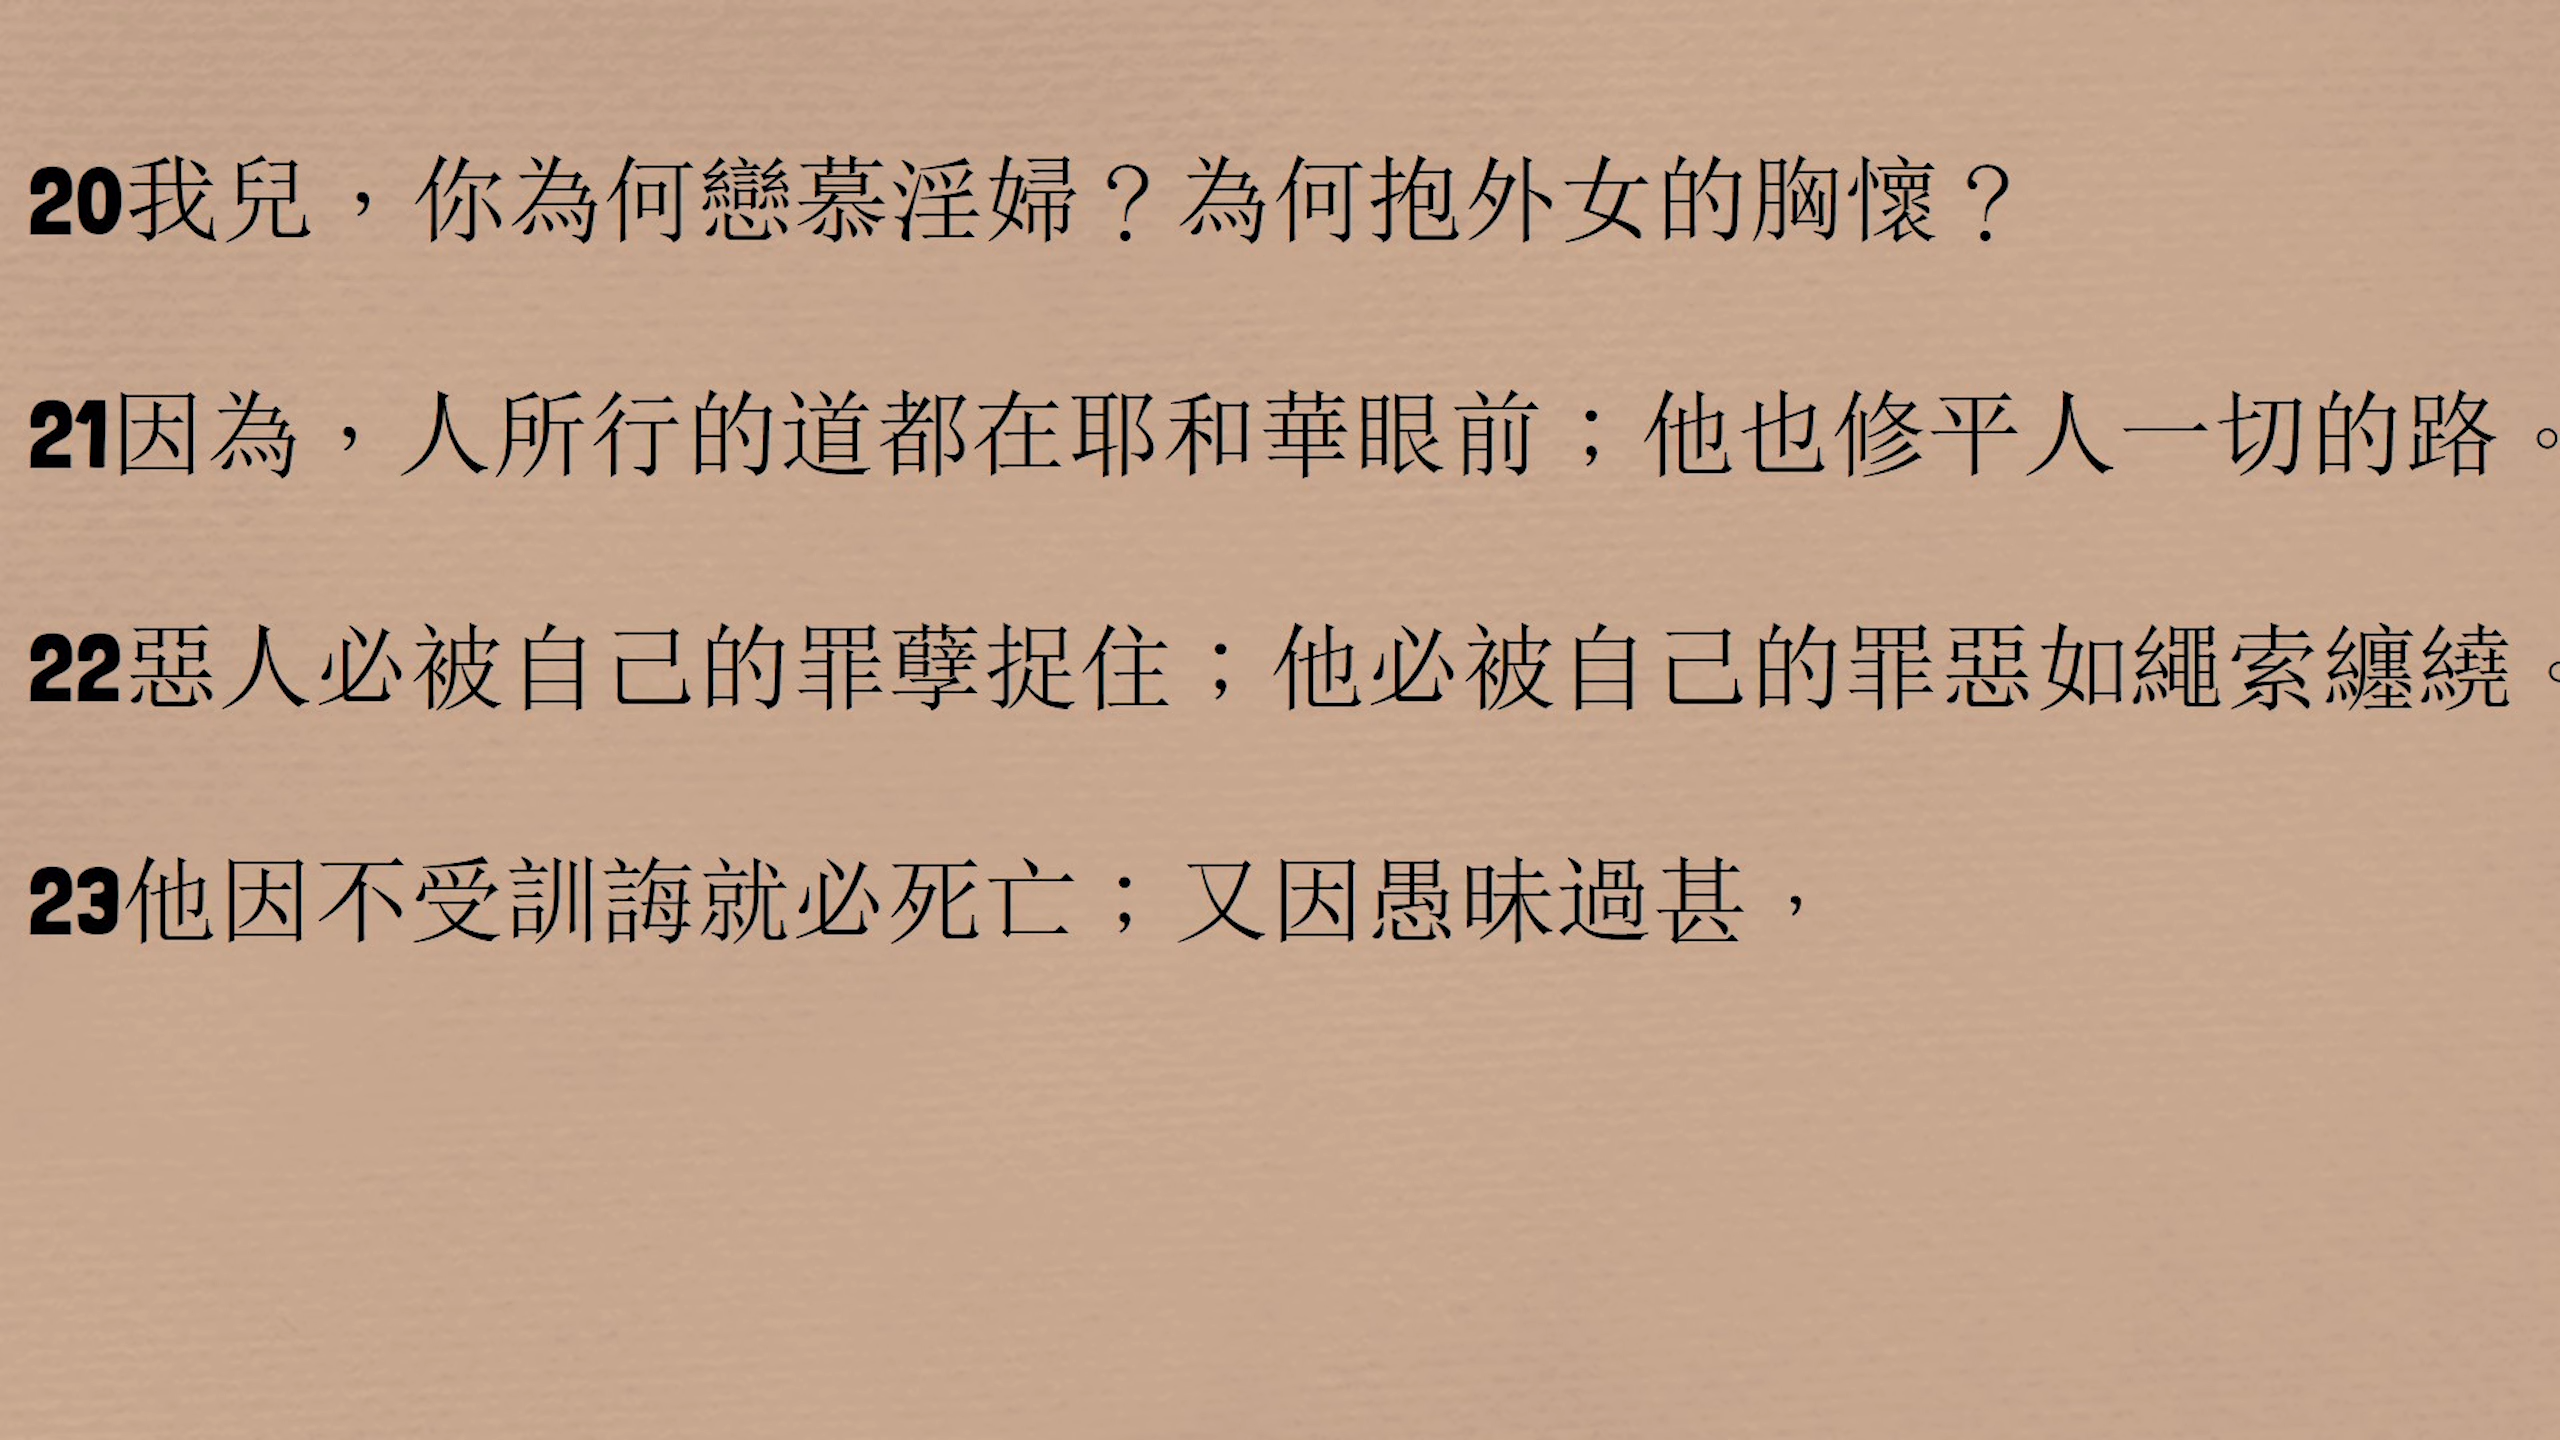 20我兒，你為何戀慕淫婦？為何抱外女的胸懷？
21因為，人所行的道都在耶和華眼前；他也修平人一切的路。
22惡人必被自己的罪孽捉住；他必被自己的罪惡如繩索纏繞。
23他因不受訓誨就必死亡；又因愚昧過甚，